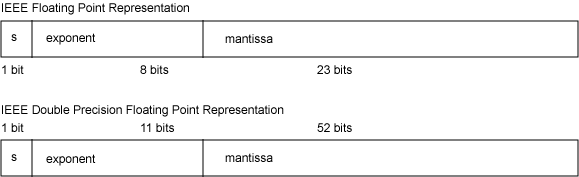 IEEE Floating Point Representation
s exponent mantissa
1 bit 8 bits 23 bits
IEEE Double Precision Floating Point Representation
1 bit 11 bits 52 bits
s exponent mantissa